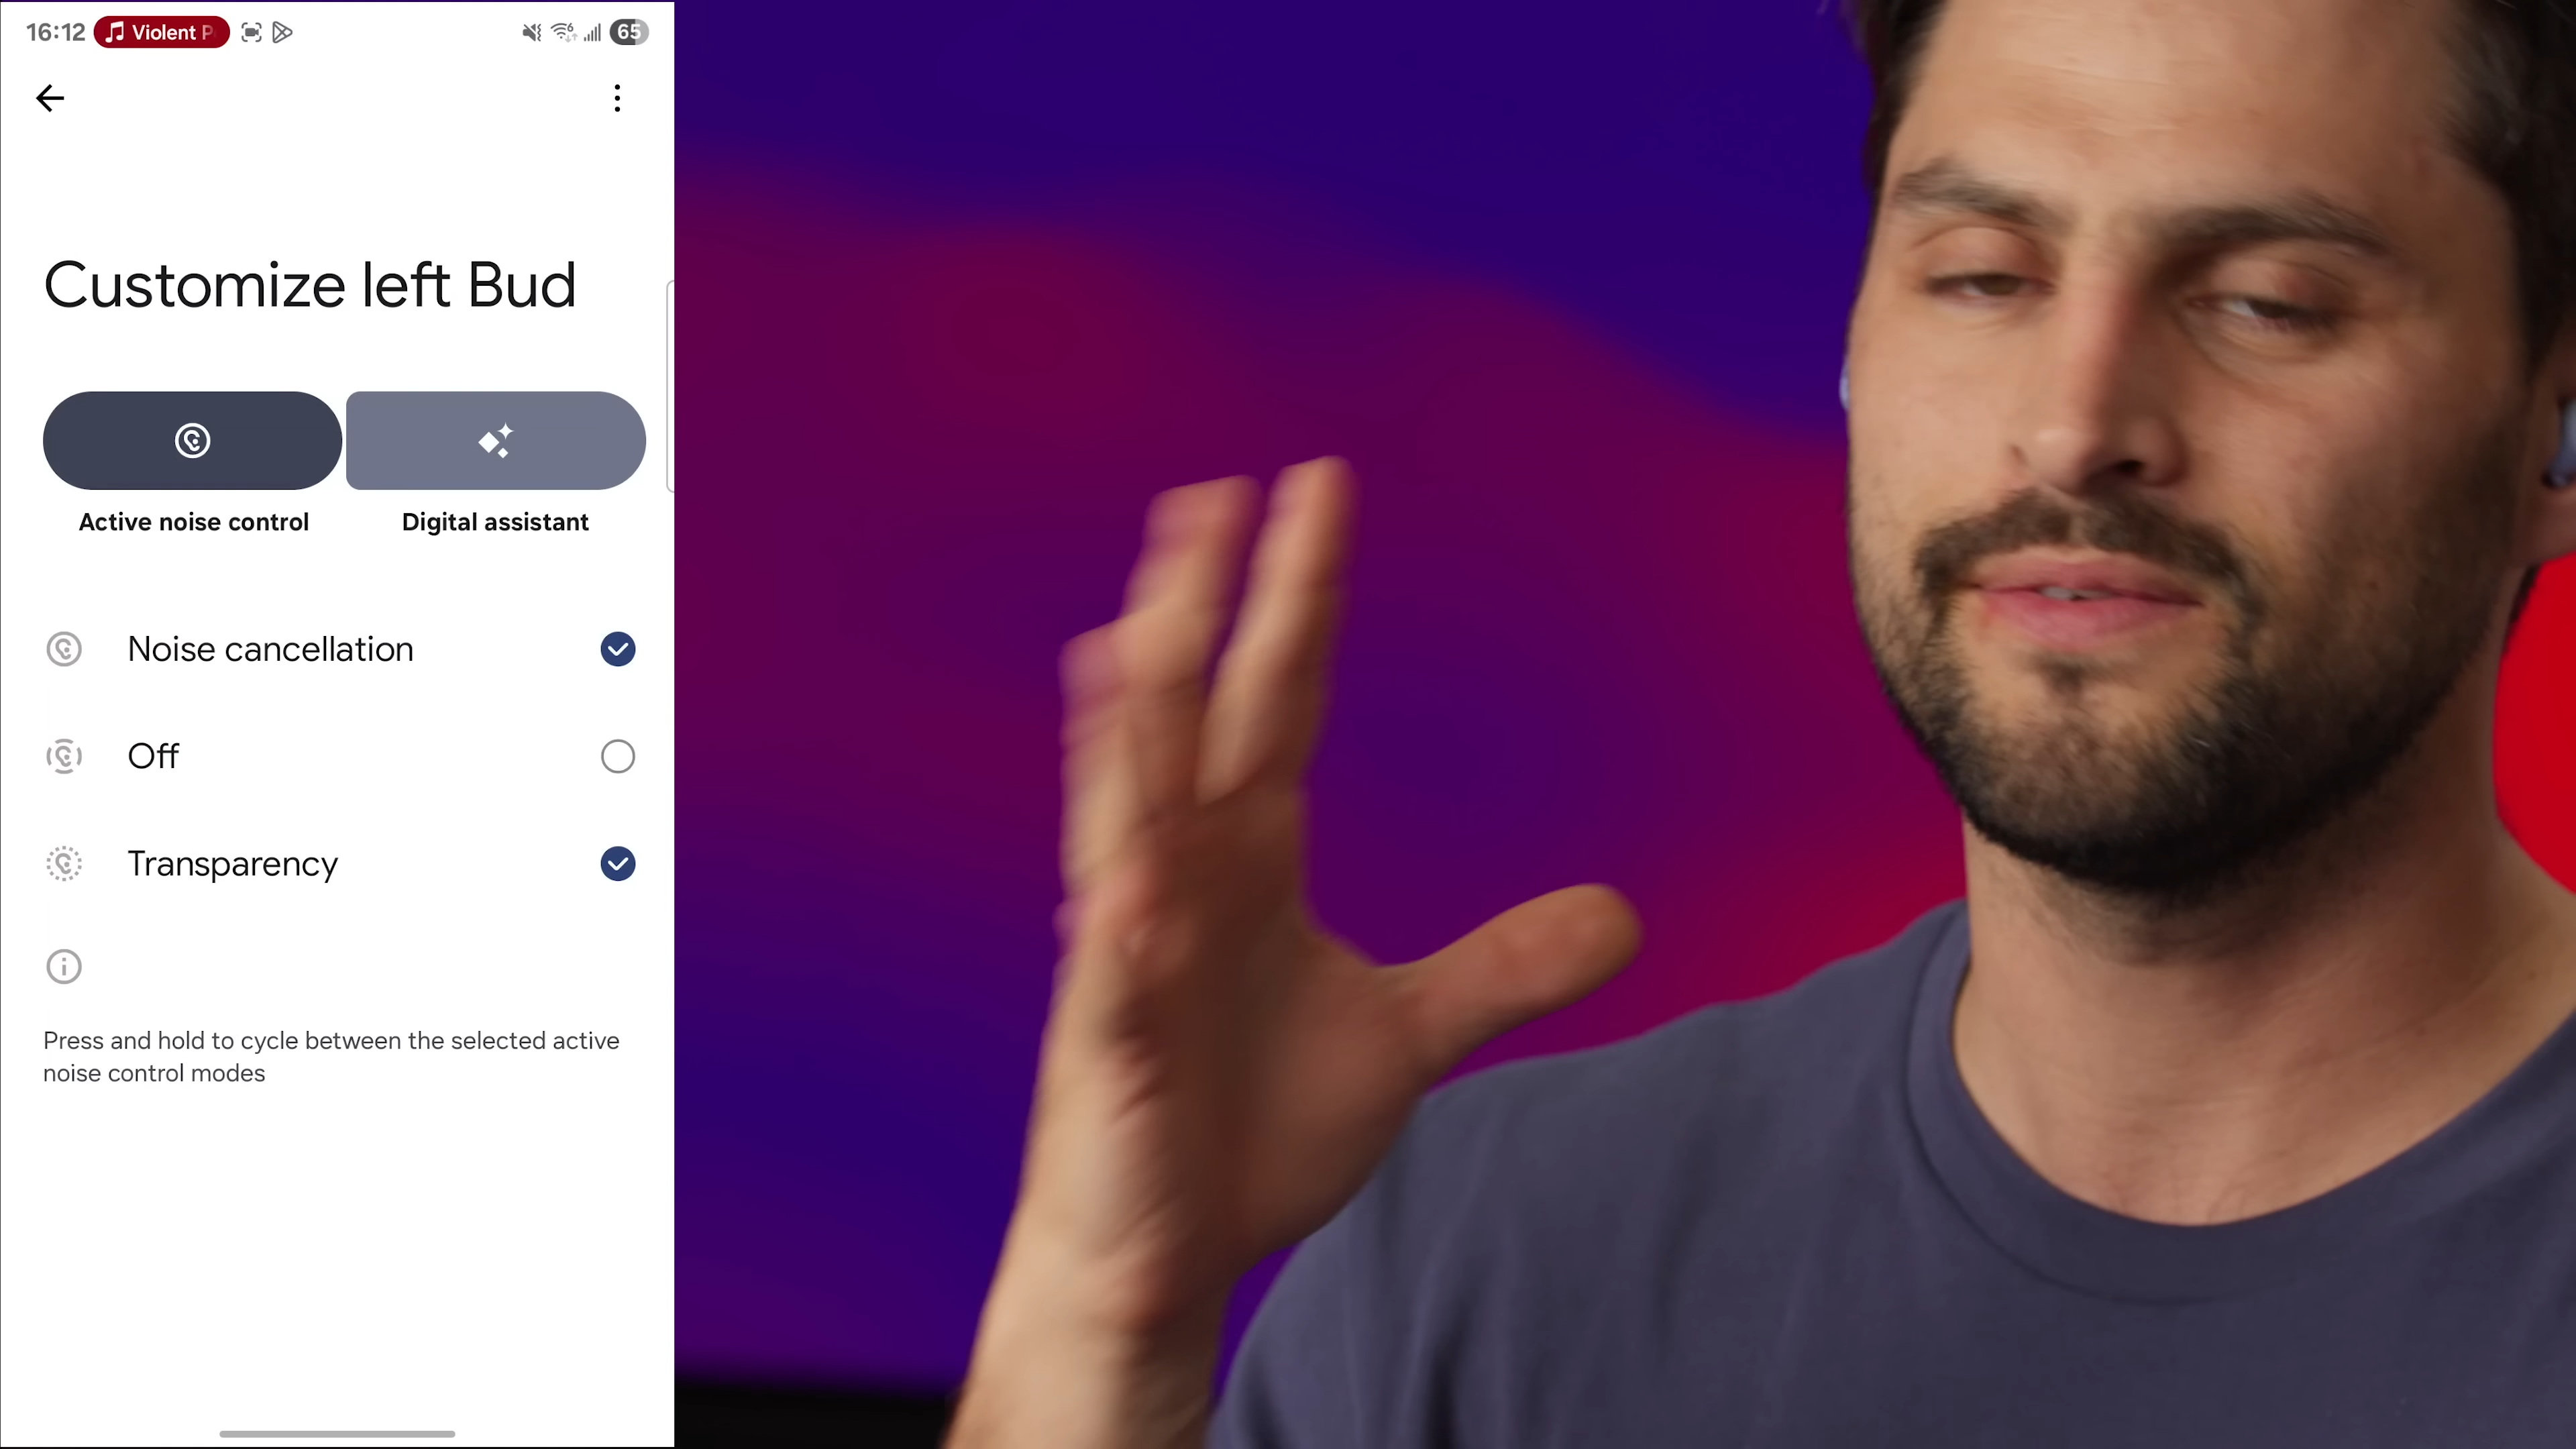 16:12 Violent P 65
Customize left Bud
Active noise control Digital assistant
Noise cancellation
Off
Transparency
Press and hold to cycle between the selected active
noise control modes